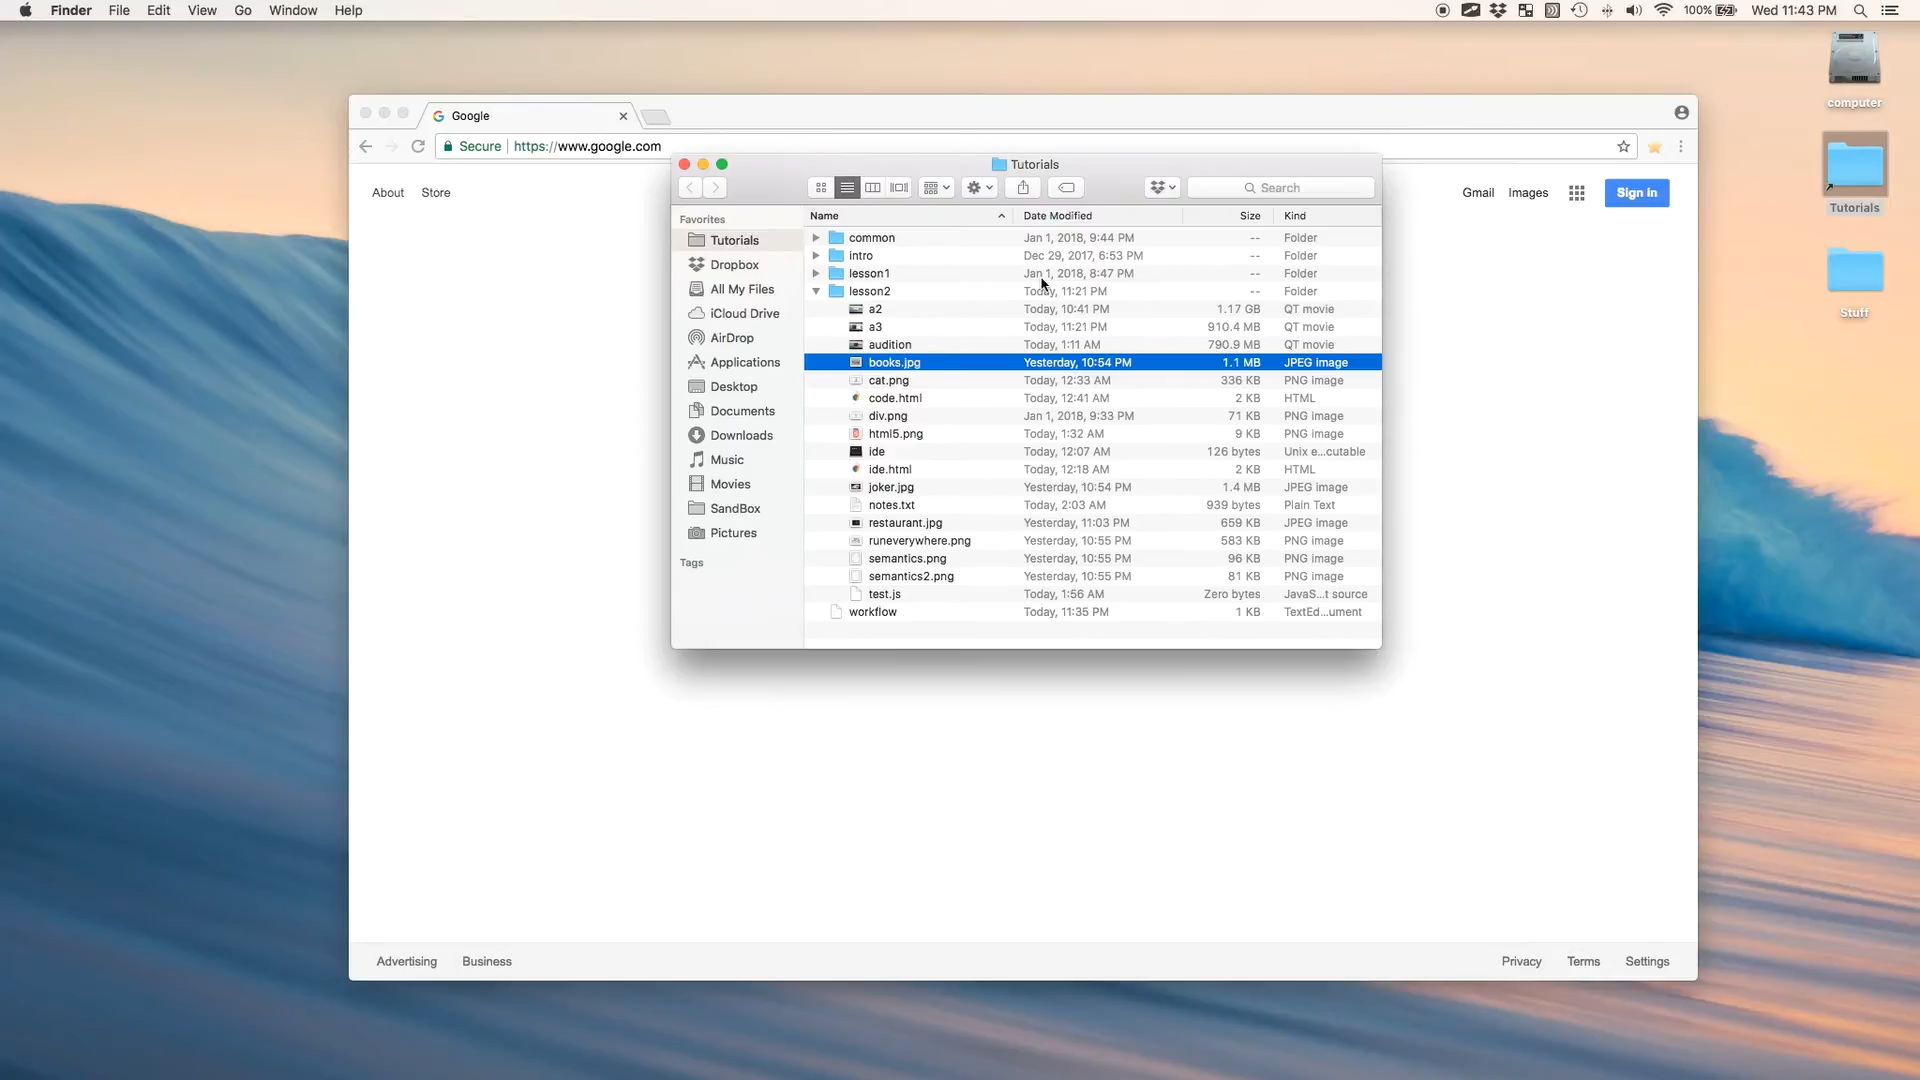 Finder File Edit View Go Window Help 100% Wed 11:43 PM
computer
Tutorials
Stuff
Google
Secure https://www.google.com
About Store Gmail Images Sign in
Tutorials
Search
Favorites
Tutorials
Dropbox
All My Files
iCloud Drive
AirDrop
Applications
Desktop
Documents
Downloads
Music
Movies
SandBox
Pictures
Tags
Name Date Modified Size Kind
common Jan 1, 2018, 9:44 PM -- Folder
intro Dec 29, 2017, 6:53 PM -- Folder
lesson1 Jan 1, 2018, 8:47 PM -- Folder
lesson2 Today, 11:21 PM -- Folder
a2 Today, 10:41 PM 1.17 GB QT movie
a3 Today, 11:21 PM 910.4 MB QT movie
audition Today, 1:11 AM 790.9 MB QT movie
books.jpg Yesterday, 10:54 PM 1.1 MB JPEG image
cat.png Today, 12:33 AM 336 KB PNG image
code.html Today, 12:41 AM 2 KB HTML
div.png Jan 1, 2018, 9:33 PM 71 KB PNG image
html5.png Today, 1:32 AM 9 KB PNG image
ide Today, 12:07 AM 126 bytes Unix e...cutable
ide.html Today, 12:18 AM 2 KB HTML
joker.jpg Yesterday, 10:54 PM 1.4 MB JPEG image
notes.txt Today, 2:03 AM 939 bytes Plain Text
restaurant.jpg Yesterday, 11:03 PM 659 KB JPEG image
runeverywhere.png Yesterday, 10:55 PM 583 KB PNG image
semantics.png Yesterday, 10:55 PM 96 KB PNG image
semantics2.png Yesterday, 10:55 PM 81 KB PNG image
test.js Today, 1:56 AM Zero bytes JavaS...t source
workflow Today, 11:35 PM 1 KB TextEd...ument
Advertising Business Privacy Terms Settings